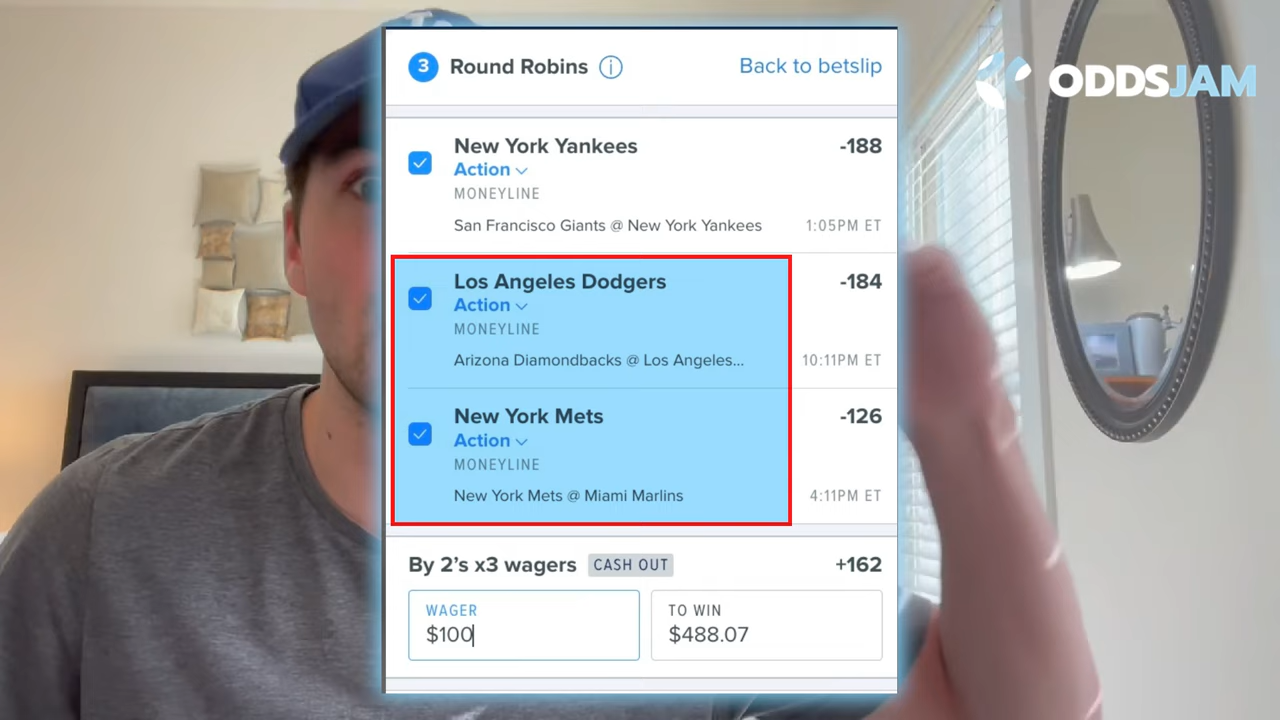 3 Round Robins Back to betslip
ODDSJAM
New York Yankees -188
Action
MONEYLINE
San Francisco Giants @ New York Yankees 1:05PM ET
Los Angeles Dodgers -184
Action
MONEYLINE
Arizona Diamondbacks @ Los Angeles... 10:11PM ET
New York Mets -126
Action
MONEYLINE
New York Mets @ Miami Marlins 4:11PM ET
By 2's x3 wagers CASH OUT +162
WAGER TO WIN
$100 $488.07